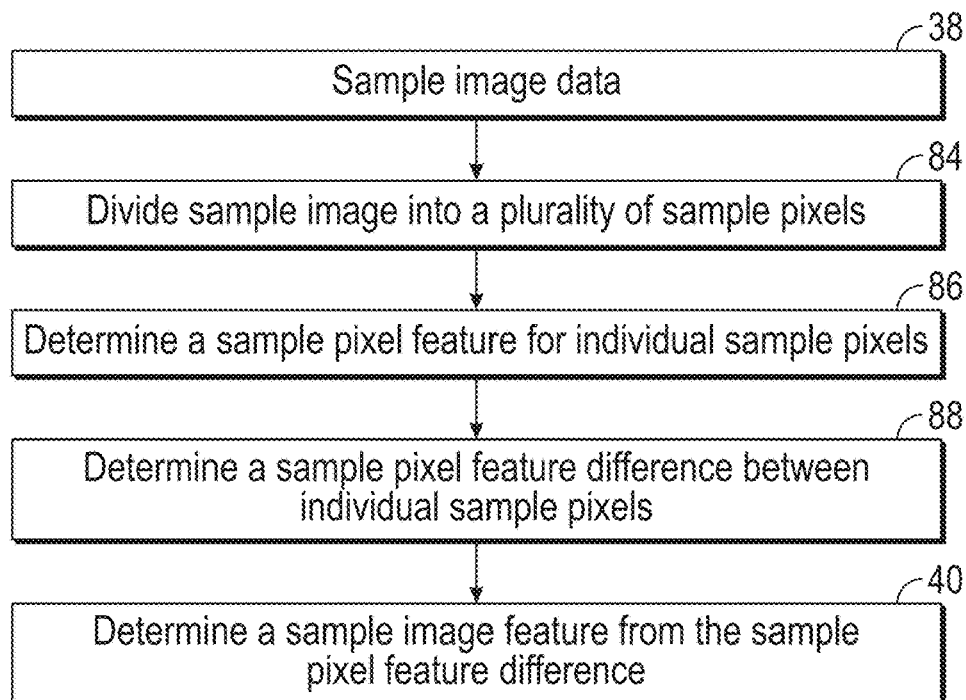 38
Sample image data
84
Divide sample image into a plurality of sample pixels
86
Determine a sample pixel feature for individual sample pixels
88
Determine a sample pixel feature difference between
individual sample pixels
40
Determine a sample image feature from the sample
pixel feature difference